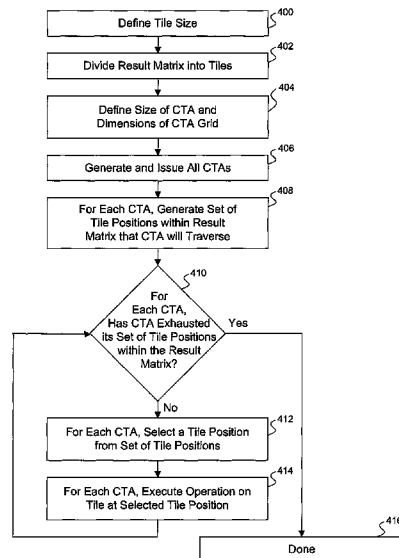 400
Define Tile Size
402
Divide Result Matrix into Tiles
404
Define Size of CTA and
Dimensions of CTA Grid
406
Generate and Issue All CTAs
408
For Each CTA, Generate Set of
Tile Positions within Result
Matrix that CTA will Traverse
410
For
Each CTA,
Has CTA Exhausted
its Set of Tile Positions
within the Result
Matrix?
Yes
No
412
For Each CTA, Select a Tile Position
from Set of Tile Positions
414
For Each CTA, Execute Operation on
Tile at Selected Tile Position
416
Done